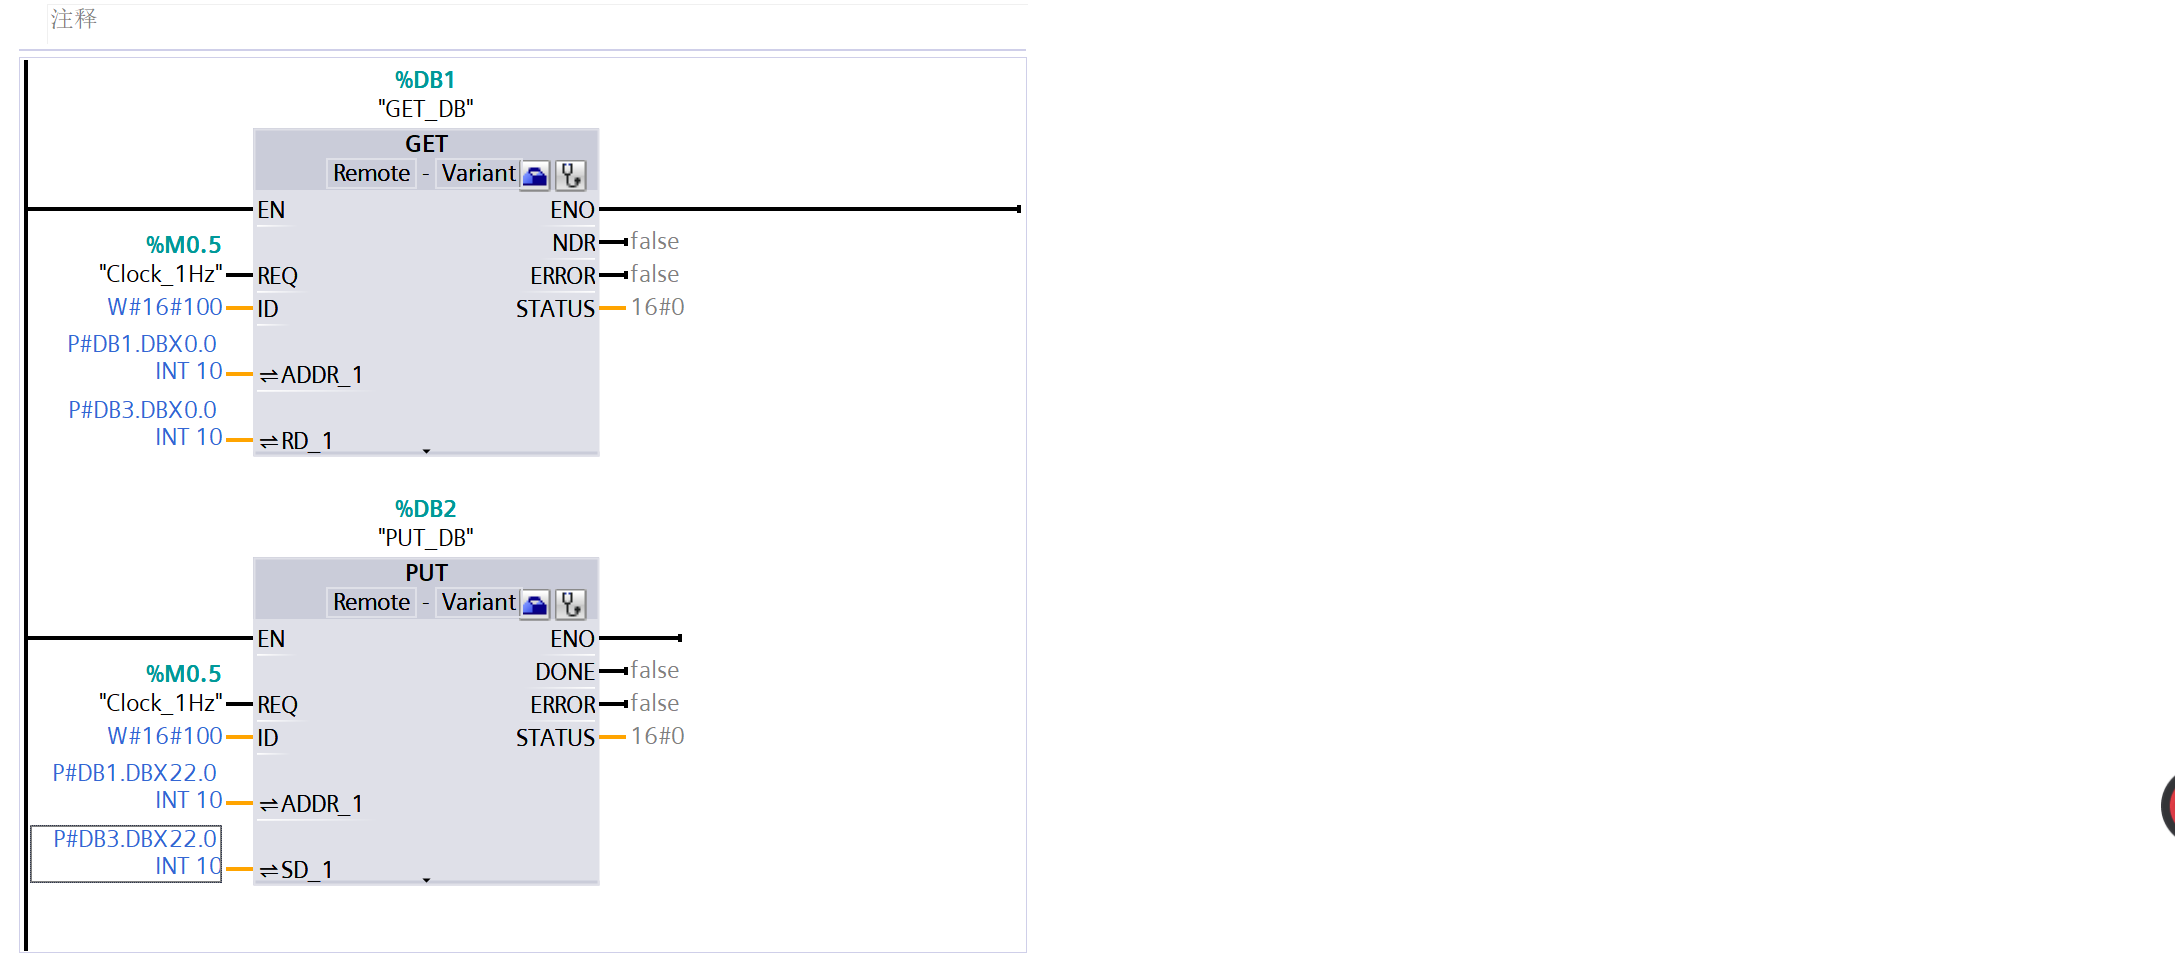 注释
%DB1
"GET_DB"
GET
Remote - Variant
EN ENO
%M0.5 NDR false
"Clock_1Hz" REQ ERROR false
W#16#100 ID STATUS 16#0
P#DB1.DBX0.0
INT 10 ⇌ADDR_1
P#DB3.DBX0.0
INT 10 ⇌RD_1
%DB2
"PUT_DB"
PUT
Remote - Variant
EN ENO
%M0.5 DONE false
"Clock_1Hz" REQ ERROR false
W#16#100 ID STATUS 16#0
P#DB1.DBX22.0
INT 10 ⇌ADDR_1
P#DB3.DBX22.0
INT 10 ⇌SD_1